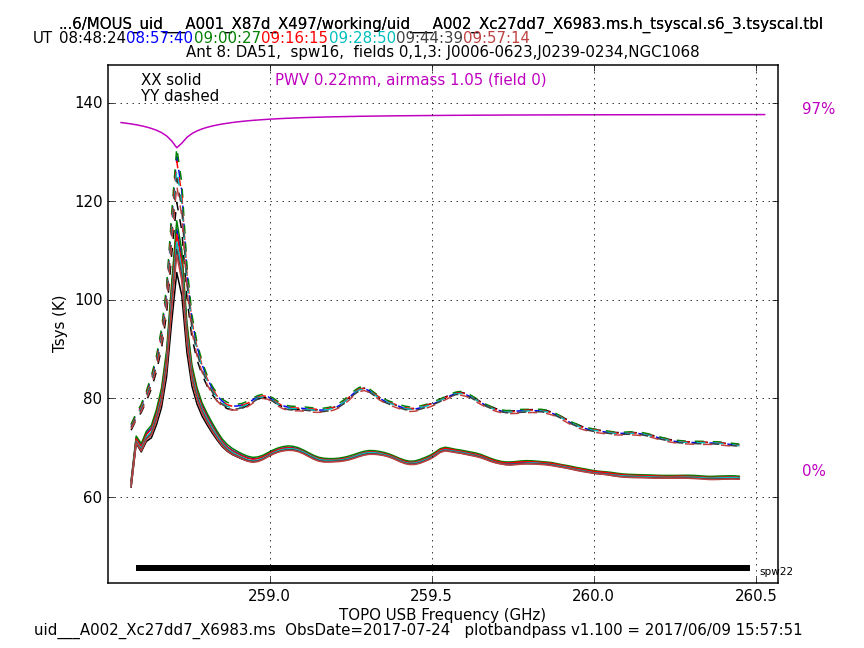 ...6/MOUS_uid___A001_X87d_X497/working/uid___A002_Xc27dd7_X6983.ms.h_tsyscal.s6_3.tsyscal.tbl
UT 08:48:24 08:57:40 09:00:27 09:16:15 09:28:50 09:44:39 09:57:14
Ant 8: DA51,  spw16,  fields 0,1,3: J0006-0623,J0239-0234,NGC1068
XX solid
PWV 0.22mm, airmass 1.05 (field 0)
YY dashed
140
97%
120
100
Tsys (K)
80
60
0%
spw22
259.0 259.5 260.0 260.5
TOPO USB Frequency (GHz)
uid___A002_Xc27dd7_X6983.ms  ObsDate=2017-07-24   plotbandpass v1.100 = 2017/06/09 15:57:51